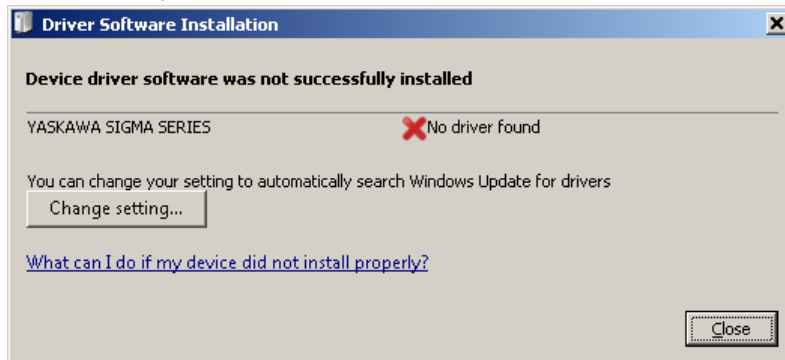 Driver Software Installation
Device driver software was not successfully installed
YASKAWA SIGMA SERIES No driver found
You can change your setting to automatically search Windows Update for drivers
Change setting...
What can I do if my device did not install properly?
Close